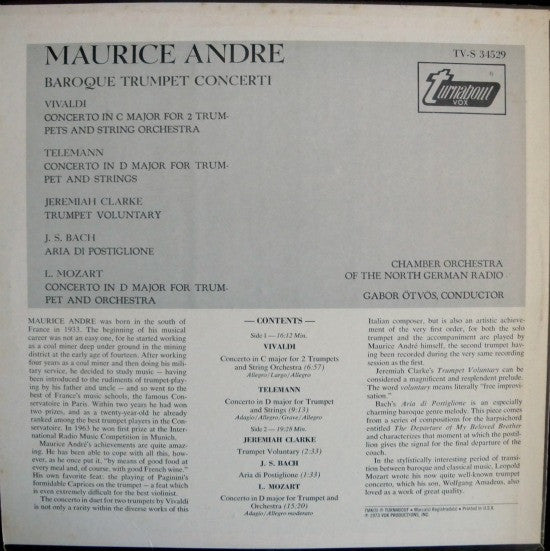 MAURICE ANDRE
BAROQUE TRUMPET CONCERTI
TV-S 34529
turnabout
VOX
VIVALDI
CONCERTO IN C MAJOR FOR 2 TRUM-
PETS AND STRING ORCHESTRA
TELEMANN
CONCERTO IN D MAJOR FOR TRUM-
PET AND STRINGS
JEREMIAH CLARKE
TRUMPET VOLUNTARY
J. S. BACH
ARIA DI POSTIGLIONE
L. MOZART
CONCERTO IN D MAJOR FOR TRUM-
PET AND ORCHESTRA
CHAMBER ORCHESTRA
OF THE NORTH GERMAN RADIO
GABOR ÖTVÖS, CONDUCTOR
MAURICE ANDRE was born in the south of
France in 1933. The beginning of his musical
career was not an easy one, for he started working
as a coal miner deep under ground in the mining
district at the early age of fourteen. After working
four years as a coal miner and then doing his mili-
tary service, he decided to study music — having
been introduced to the rudiments of trumpet-play-
ing by his father and uncle — and so went to the
best of France's music schools, the famous Con-
servatoire in Paris. Within two years he had won
two prizes, and as a twenty-year-old he already
ranked among the best trumpet players in the Con-
servatoire. In 1963 he won first prize at the Inter-
national Radio Music Competition in Munich.
Maurice André's achievements are quite amaz-
ing. He has been able to cope with all this, how-
ever, as he once put it, "by means of good food at
every meal and, of course, with good French wine."
His own favorite feat: the playing of Paginini's
formidable Caprices on the trumpet — a feat which
is even extremely difficult for the best violinist.
The concerto in duet for two trumpets by Vivaldi
is not only a rarity within the diverse works of this
— CONTENTS —
Side 1 — 16:12 Min.
VIVALDI
Concerto in C major for 2 Trumpets
and String Orchestra (6:57)
Allegro/Largo/Allegro
TELEMANN
Concerto in D major for Trumpet
and Strings (9:13)
Adagio/Allegro/Grave/Allegro
Side 2 — 19:28 Min.
JEREMIAH CLARKE
Trumpet Voluntary (2:33)
J. S. BACH
Aria di Postiglione (1:33)
L. MOZART
Concerto in D major for Trumpet and
Orchestra (15:20)
Adagio/Allegro moderato
Italian composer, but is also an artistic achieve-
ment of the very first order, for both the solo
trumpet and the accompaniment are played by
Maurice André himself, the second trumpet hav-
ing been recorded during the very same recording
session as the first.
Jeremiah Clarke's Trumpet Voluntary can be
considered a magnificent and resplendent prelude. The
word voluntary means literally "free improvi-
sation."
Bach's Aria di Postiglione is an especially
charming baroque genre melody. This piece comes
from a series of compositions for the harpsichord
entitled The Departure of My Beloved Brother
and characterizes that moment at which the postil-
lion gives the signal for the final departure of the
coach.
In the stylistically interesting period of transi-
tion between baroque and classical music, Leopold
Mozart wrote his now quite well-known trumpet
concerto, which his son, Wolfgang Amadeus, also
loved as a work of great quality.
® TURNABOUT • Marca(s) Registrada(s) • Printed in U.S.A.
℗ 1973 VOX PRODUCTIONS, INC.